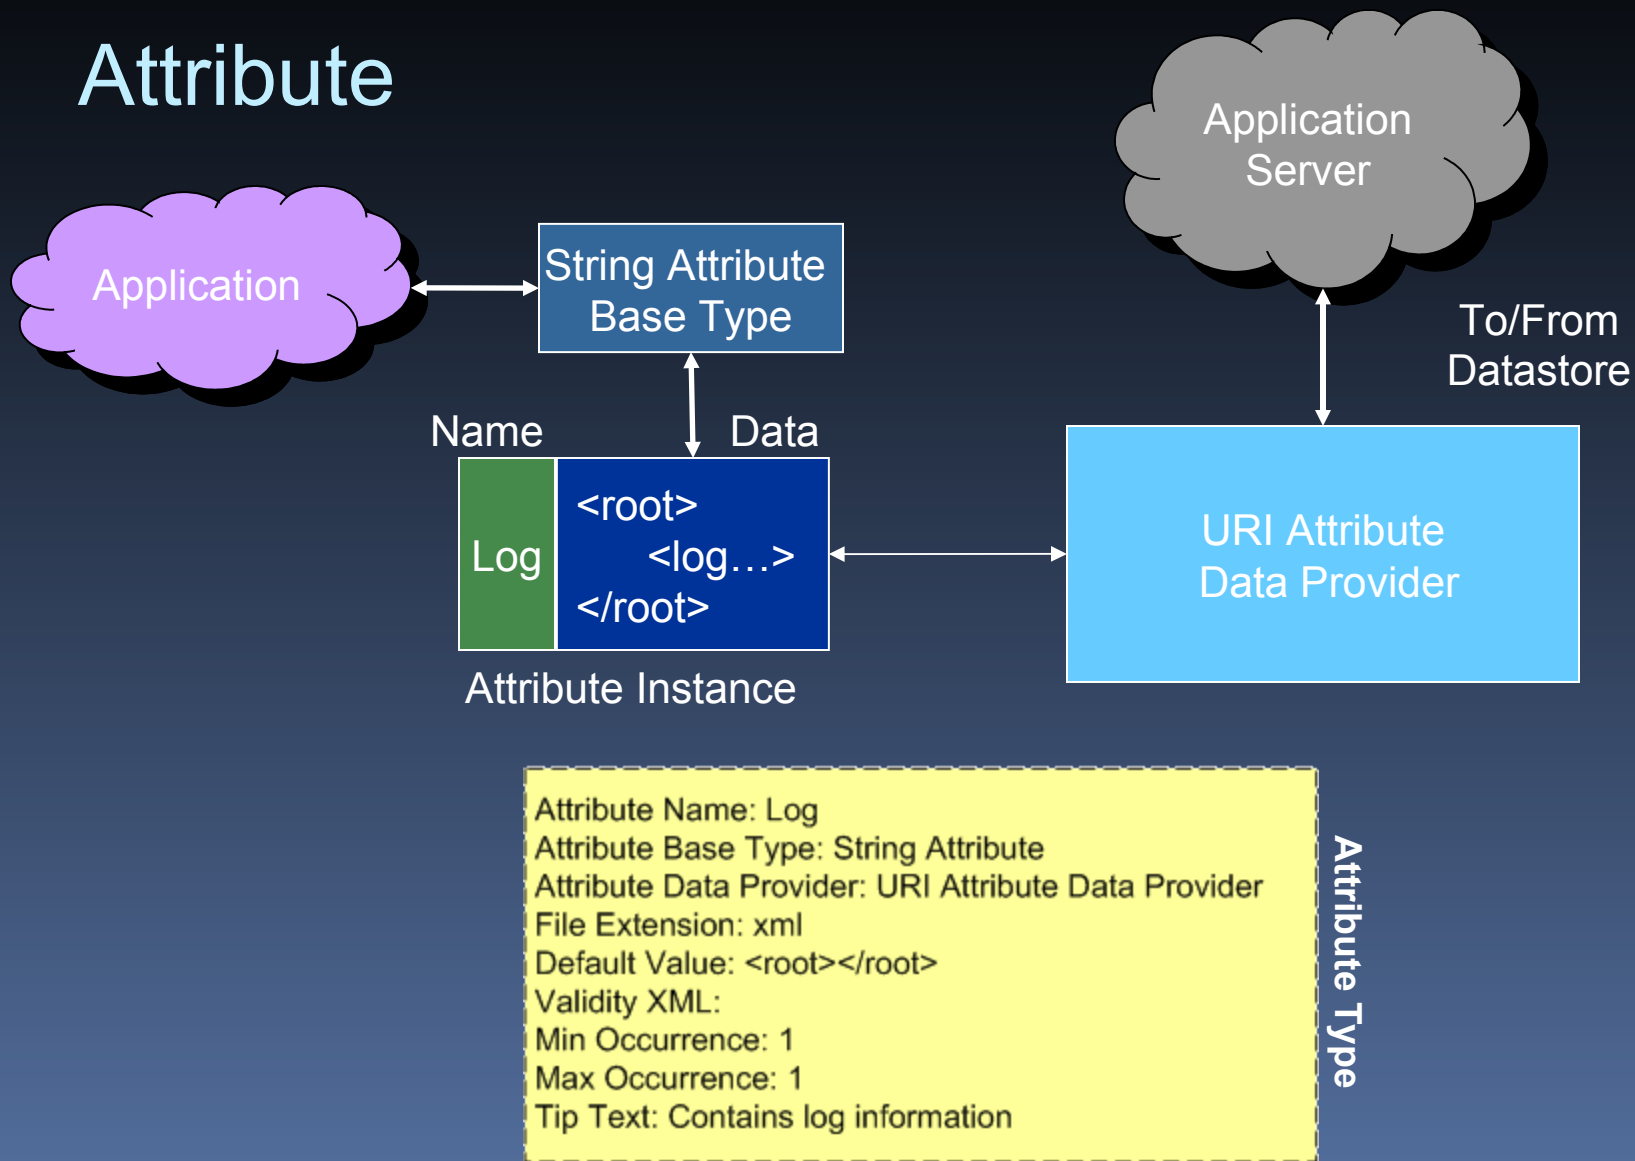 Attribute
Application
Server
Application
String Attribute
Base Type
To/From
Datastore
Name
Data
Log
<root>
<log…>
</root>
URI Attribute
Data Provider
Attribute Instance
Attribute Name: Log
Attribute Base Type: String Attribute
Attribute Data Provider: URI Attribute Data Provider
File Extension: xml
Default Value: <root></root>
Validity XML:
Min Occurrence: 1
Max Occurrence: 1
Tip Text: Contains log information
Attribute Type